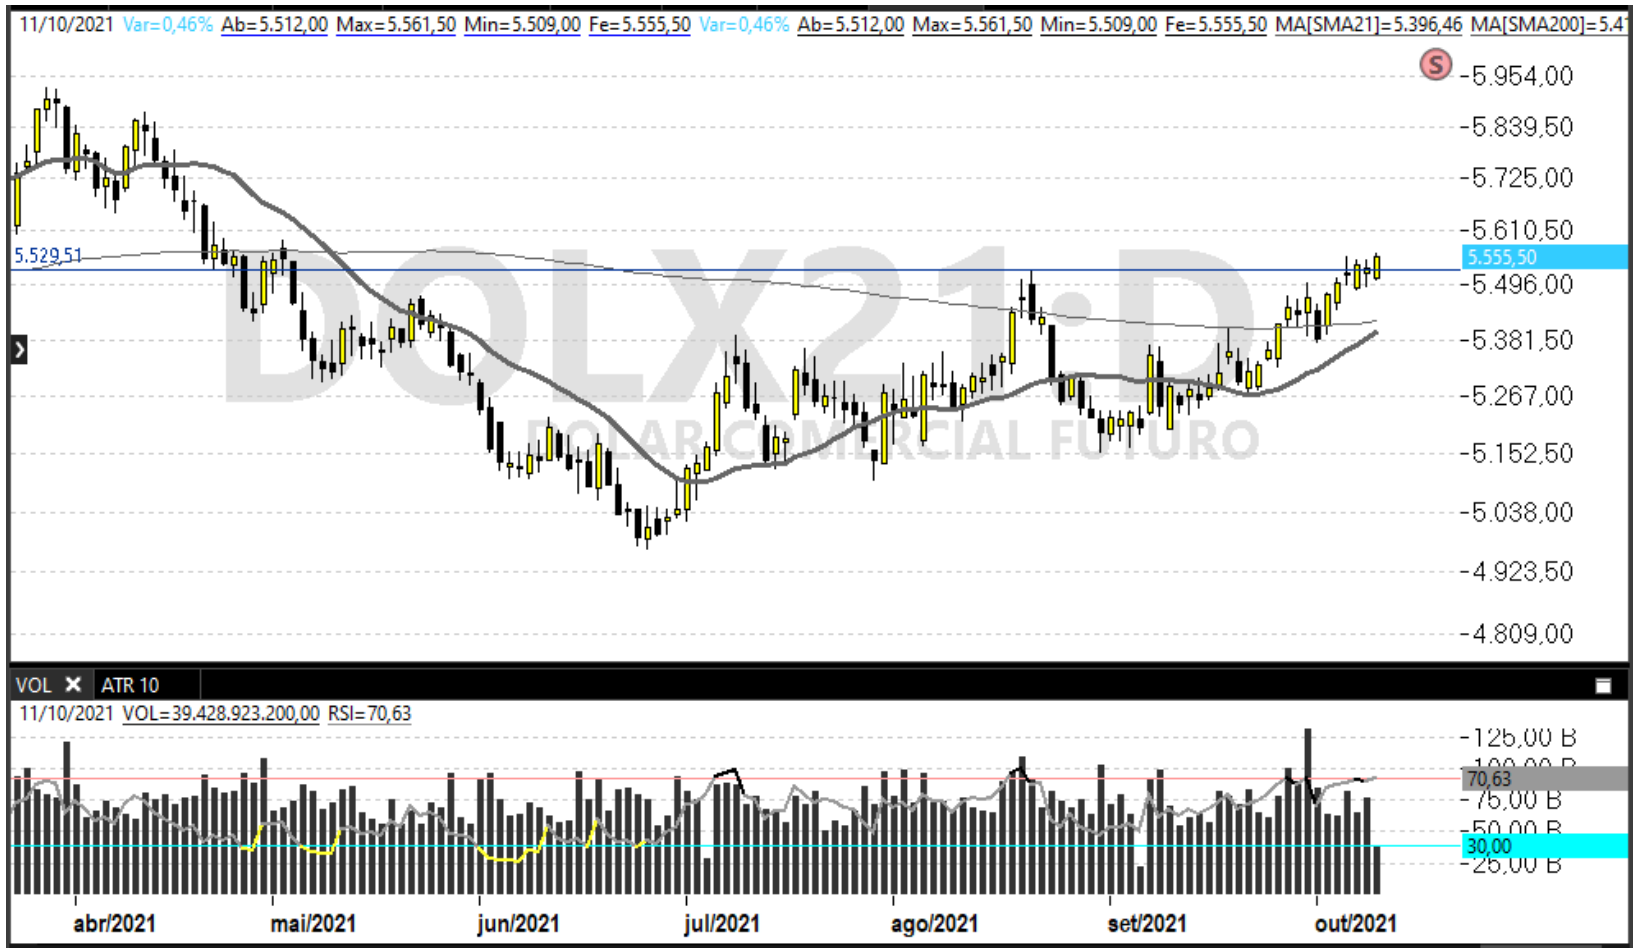 11/10/2021 Var=0,46% Ab=5.512,00 Max=5.561,50 Min=5.509,00 Fe=5.555,50 Var=0,46% Ab=5.512,00 Max=5.561,50 Min=5.509,00 Fe=5.555,50 MA[SMA21]=5.396,46 MA[SMA200]=5.41
S
5.954,00
5.839,50
5.725,00
5.610,50
5.529,51
5.555,50
5.496,00
DOLX21:D
5.381,50
5.267,00
DOLAR COMERCIAL FUTURO
5.152,50
5.038,00
4.923,50
4.809,00
VOL X ATR 10
11/10/2021 VOL=39.428.923.200,00 RSI=70,63
125,00 B
100,00 B
70,63
75,00 B
50,00 B
30,00
25,00 B
abr/2021 mai/2021 jun/2021 jul/2021 ago/2021 set/2021 out/2021